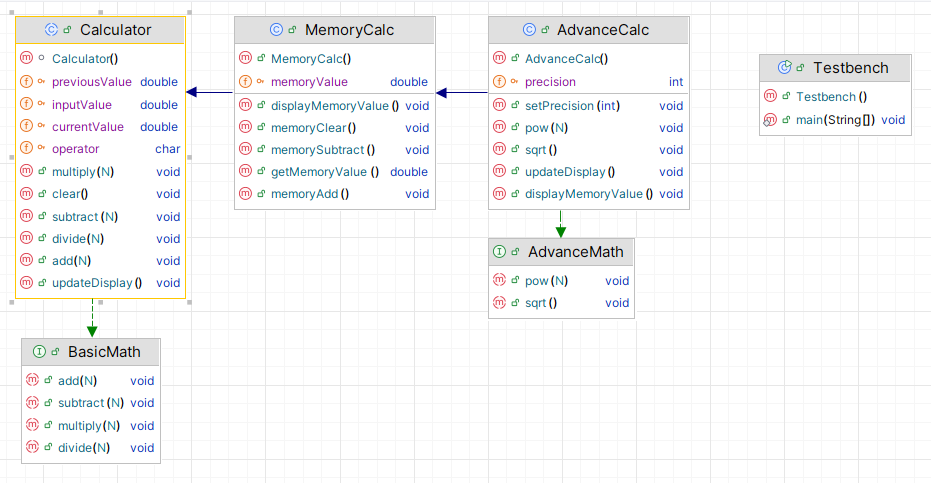 Calculator
Calculator()
previousValue double
inputValue double
currentValue double
operator char
multiply(N) void
clear() void
subtract (N) void
divide(N) void
add(N) void
updateDisplay() void
MemoryCalc
MemoryCalc()
memoryValue double
displayMemoryValue () void
memoryClear() void
memorySubtract () void
getMemoryValue () double
memoryAdd () void
AdvanceCalc
AdvanceCalc()
precision int
setPrecision (int) void
pow(N) void
sqrt () void
updateDisplay() void
displayMemoryValue () void
Testbench
Testbench ()
main(String[]) void
AdvanceMath
pow(N) void
sqrt () void
BasicMath
add(N) void
subtract (N) void
multiply(N) void
divide(N) void